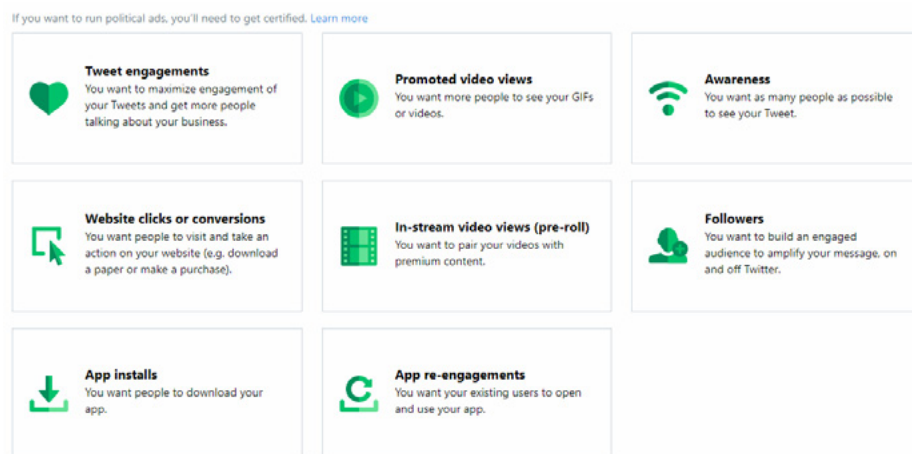 If you want to run political ads, you'll need to get certified. Learn more
Tweet engagements
You want to maximize engagement of
your Tweets and get more people
talking about your business.
Promoted video views
You want more people to see your GIFs
or videos.
Awareness
You want as many people as possible
to see your Tweet.
Website clicks or conversions
You want people to visit and take an
action on your website (e.g. download
a paper or make a purchase).
In-stream video views (pre-roll)
You want to pair your videos with
premium content.
Followers
You want to build an engaged
audience to amplify your message, on
and off Twitter.
App installs
You want people to download your
app.
App re-engagements
You want your existing users to open
and use your app.